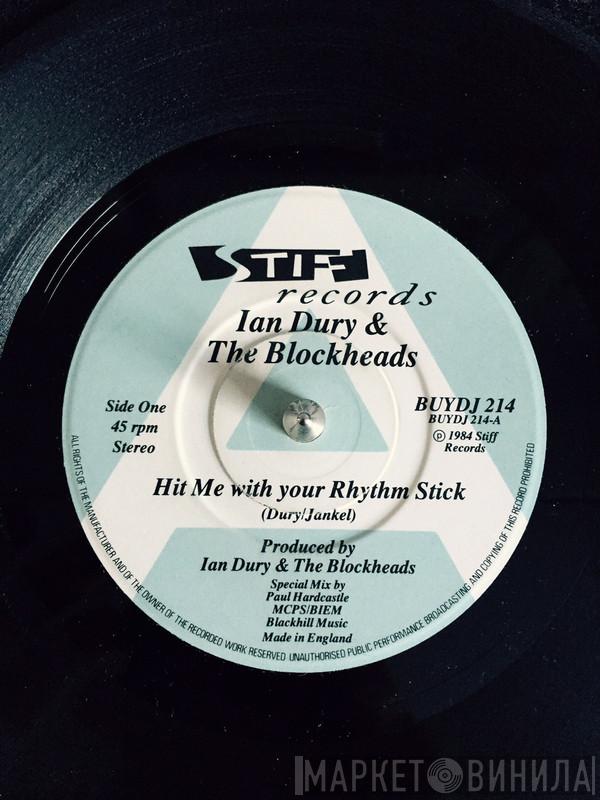 STIFF
records
Ian Dury &
The Blockheads
Side One
45 rpm
Stereo
BUYDJ 214
BUYDJ 214-A
℗ 1984 Stiff
Records
Hit Me with your Rhythm Stick
(Dury/Jankel)
Produced by
Ian Dury & The Blockheads
Special Mix by
Paul Hardcastle
MCPS/BIEM
Blackhill Music
Made in England
ALL RIGHTS OF THE MANUFACTURER AND OF THE OWNER OF THE RECORDED WORK RESERVED UNAUTHORISED PUBLIC PERFORMANCE BROADCASTING AND COPYING OF THIS RECORD PROHIBITED
МАРКЕТ ВИНИЛА